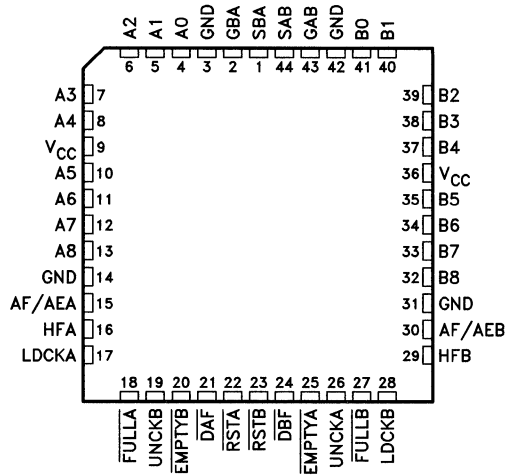 A2 A1 A0 GND GBA SBA SAB GAB GND B0 B1
6 5 4 3 2 1 44 43 42 41 40
A3 7 39 B2
A4 8 38 B3
VCC 9 37 B4
A5 10 36 VCC
A6 11 35 B5
A7 12 34 B6
A8 13 33 B7
GND 14 32 B8
AF/AEA 15 31 GND
HFA 16 30 AF/AEB
LDCKA 17 29 HFB
18 19 20 21 22 23 24 25 26 27 28
FULLA UNCKB EMPTYB DAF RSTA RSTB DBF EMPTYA UNCKA FULLB LDCKB